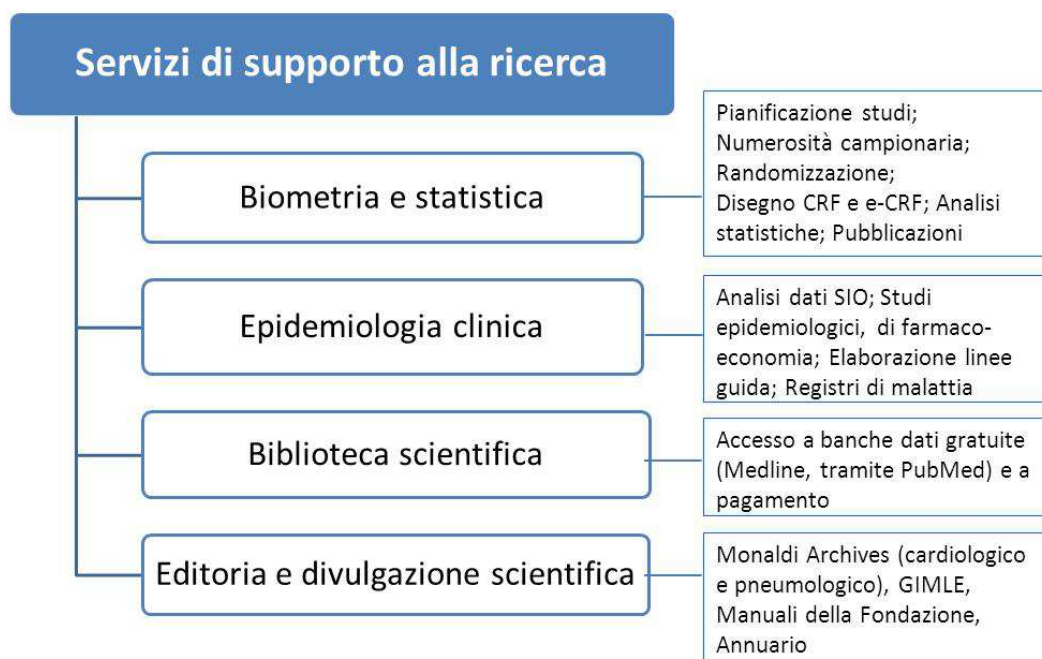 Servizi di supporto alla ricerca
Biometria e statistica
Pianificazione studi;
Numerosità campionaria;
Randomizzazione;
Disegno CRF e e-CRF; Analisi
statistiche; Pubblicazioni
Epidemiologia clinica
Analisi dati SIO; Studi
epidemiologici, di farmaco-
economia; Elaborazione linee
guida; Registri di malattia
Biblioteca scientifica
Accesso a banche dati gratuite
(Medline, tramite PubMed) e a
pagamento
Editoria e divulgazione scientifica
Monaldi Archives (cardiologico
e pneumologico), GIMLE,
Manuali della Fondazione,
Annuario